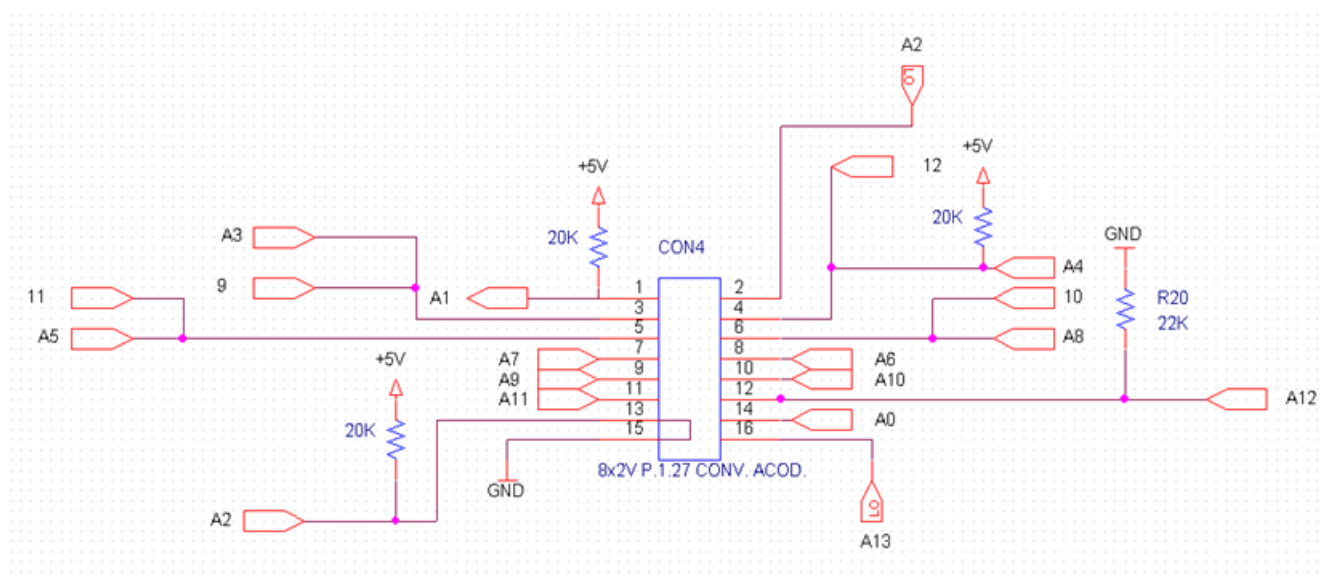 A2
LO
+5V
12
+5V
20K
A3
20K
CON4
GND
A4
9
11
A1
1
2
10
R20
3
4
22K
A5
5
6
A8
+5V
A7
7
8
A6
A9
9
10
A10
A11
11
12
A12
13
14
A0
20K
15
16
8x2V P.1.27 CONV. ACOD.
GND
LO
A2
A13